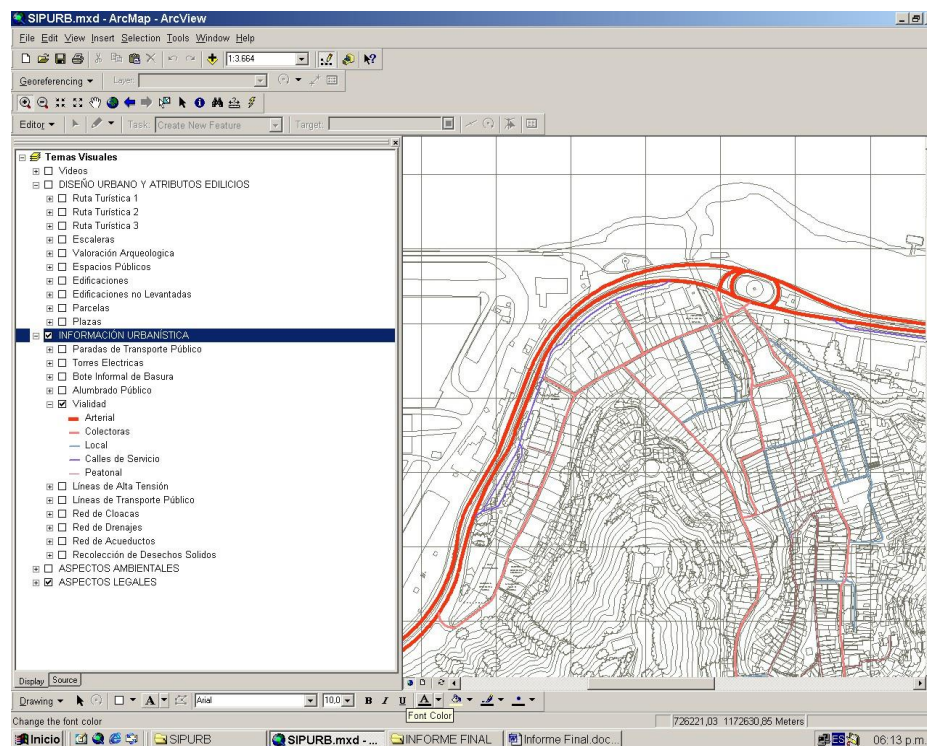 SIPURB.mxd - ArcMap - ArcView
File Edit View Insert Selection Tools Window Help
1:3.664
Georeferencing Layer:
Editor Task: Create New Feature Target:
Temas Visuales
Videos
DISEÑO URBANO Y ATRIBUTOS EDILICIOS
Ruta Turística 1
Ruta Turística 2
Ruta Turística 3
Escaleras
Valoración Arqueologica
Espacios Públicos
Edificaciones
Edificaciones no Levantadas
Parcelas
Plazas
INFORMACIÓN URBANÍSTICA
Paradas de Transporte Público
Torres Electricas
Bote Informal de Basura
Alumbrado Público
Vialidad
Arterial
Colectoras
Local
Calles de Servicio
Peatonal
Líneas de Alta Tensión
Líneas de Transporte Público
Red de Cloacas
Red de Drenajes
Red de Acueductos
Recolección de Desechos Solidos
ASPECTOS AMBIENTALES
ASPECTOS LEGALES
Display Source
Drawing A Arial 10,0 B I U A
Change the font color
Font Color
726221,03 1172630,85 Meters
Inicio SIPURB SIPURB.mxd - ... INFORME FINAL Informe Final.doc... ES 06:13 p.m.